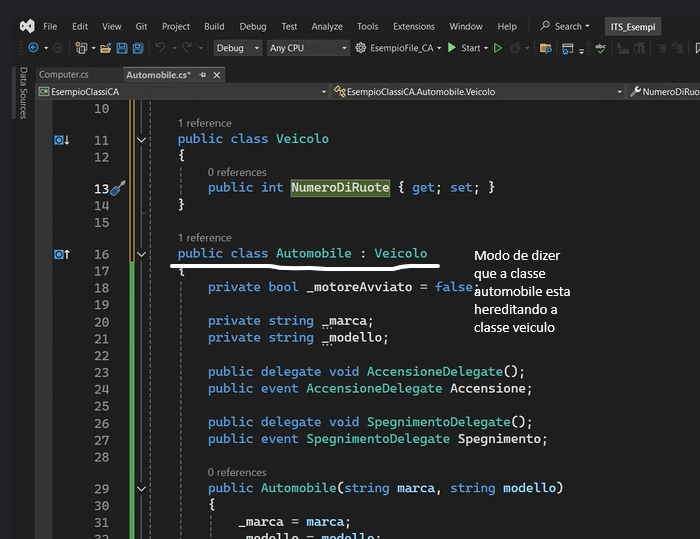 File Edit View Git Project Build Debug Test Analyze Tools Extensions Window Help Search ITS_Esempi
Debug Any CPU EsempioFile_CA Start
Data Sources
Computer.cs Automobile.cs*
EsempioClassiCA EsempioClassiCA.Automobile.Veicolo NumeroDiRuo
10
1 reference
11 public class Veicolo
12 {
0 references
13 public int NumeroDiRuote { get; set; }
14 }
15
1 reference
16 public class Automobile : Veicolo
17 {
18 private bool _motoreAvviato = false;
19
20 private string _marca;
21 private string _modello;
22
23 public delegate void AccensioneDelegate();
24 public event AccensioneDelegate Accensione;
25
26 public delegate void SpegnimentoDelegate();
27 public event SpegnimentoDelegate Spegnimento;
28
0 references
29 public Automobile(string marca, string modello)
30 {
31 _marca = marca;
32 _modello = modello;
Modo de dizer
que a classe
automobile esta
hereditando a
classe veiculo